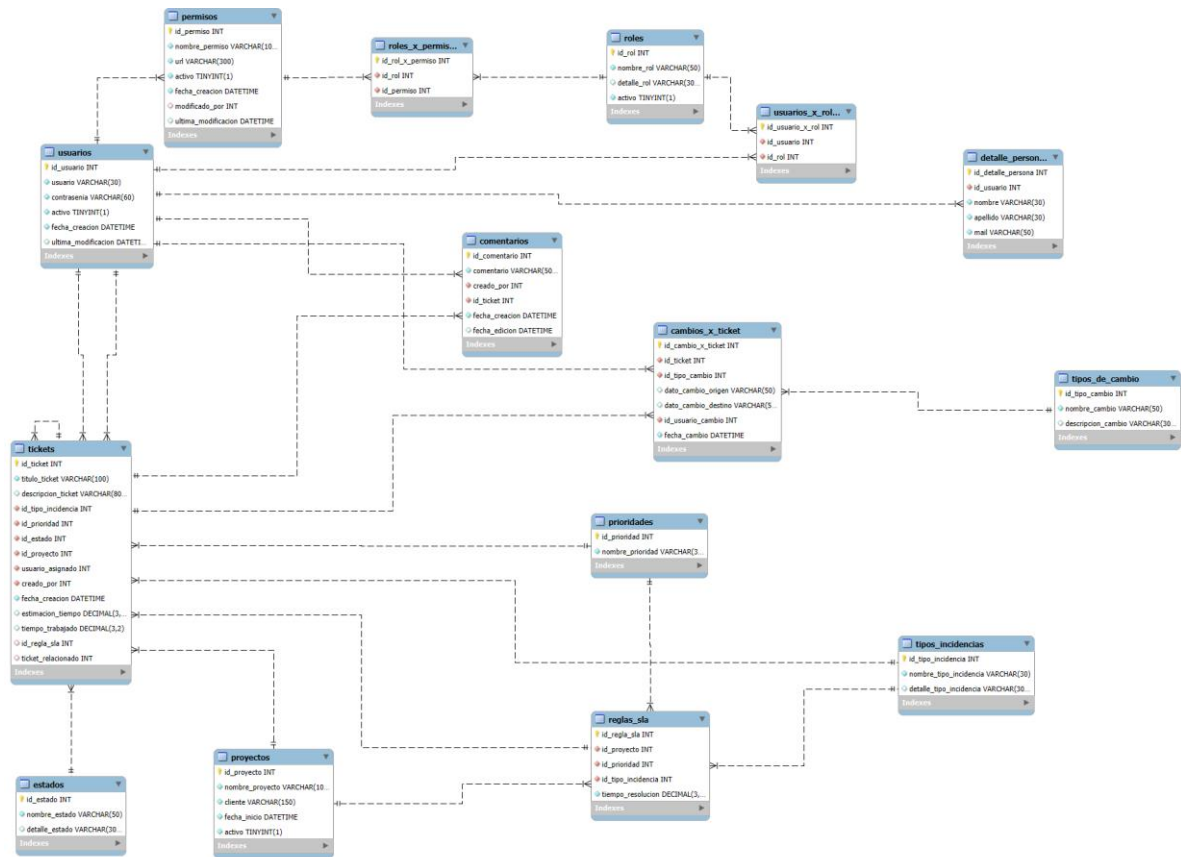 permisos
id_permiso INT
nombre_permiso VARCHAR(10...
url VARCHAR(300)
activo TINYINT(1)
fecha_creacion DATETIME
modificado_por INT
ultima_modificacion DATETIME
Indexes
roles_x_permis...
id_rol_x_permiso INT
id_rol INT
id_permiso INT
Indexes
roles
id_rol INT
nombre_rol VARCHAR(50)
detalle_rol VARCHAR(30...
activo TINYINT(1)
Indexes
usuarios_x_rol...
id_usuario_x_rol INT
id_usuario INT
id_rol INT
Indexes
usuarios
id_usuario INT
usuario VARCHAR(30)
contrasenia VARCHAR(60)
activo TINYINT(1)
fecha_creacion DATETIME
ultima_modificacion DATETI...
Indexes
detalle_person...
id_detalle_persona INT
id_usuario INT
nombre VARCHAR(30)
apellido VARCHAR(30)
mail VARCHAR(50)
Indexes
comentarios
id_comentario INT
comentario VARCHAR(50...
creado_por INT
id_ticket INT
fecha_creacion DATETIME
fecha_edicion DATETIME
Indexes
cambios_x_ticket
id_cambio_x_ticket INT
id_ticket INT
id_tipo_cambio INT
dato_cambio_origen VARCHAR(50)
dato_cambio_destino VARCHAR(5...
id_usuario_cambio INT
fecha_cambio DATETIME
Indexes
tipos_de_cambio
id_tipo_cambio INT
nombre_cambio VARCHAR(50)
descripcion_cambio VARCHAR(30...
Indexes
tickets
id_ticket INT
titulo_ticket VARCHAR(100)
descripcion_ticket VARCHAR(80...
id_tipo_incidencia INT
id_prioridad INT
id_estado INT
id_proyecto INT
usuario_asignado INT
creado_por INT
fecha_creacion DATETIME
estimacion_tiempo DECIMAL(3,...
tiempo_trabajado DECIMAL(3,2)
id_regla_sla INT
ticket_relacionado INT
Indexes
prioridades
id_prioridad INT
nombre_prioridad VARCHAR(3...
Indexes
tipos_incidencias
id_tipo_incidencia INT
nombre_tipo_incidencia VARCHAR(30)
detalle_tipo_incidencia VARCHAR(30...
Indexes
reglas_sla
id_regla_sla INT
id_proyecto INT
id_prioridad INT
id_tipo_incidencia INT
tiempo_resolucion DECIMAL(3,...
Indexes
proyectos
id_proyecto INT
nombre_proyecto VARCHAR(10...
cliente VARCHAR(150)
fecha_inicio DATETIME
activo TINYINT(1)
Indexes
estados
id_estado INT
nombre_estado VARCHAR(50)
detalle_estado VARCHAR(30...
Indexes